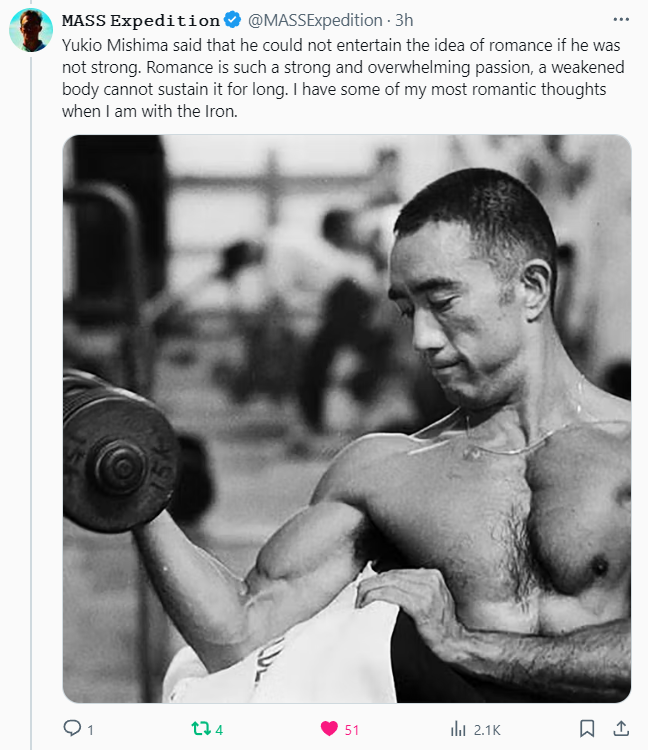 MASS Expedition @MASSExpedition · 3h
Yukio Mishima said that he could not entertain the idea of romance if he was
not strong. Romance is such a strong and overwhelming passion, a weakened
body cannot sustain it for long. I have some of my most romantic thoughts
when I am with the Iron.
15K
1 4 51 2.1K